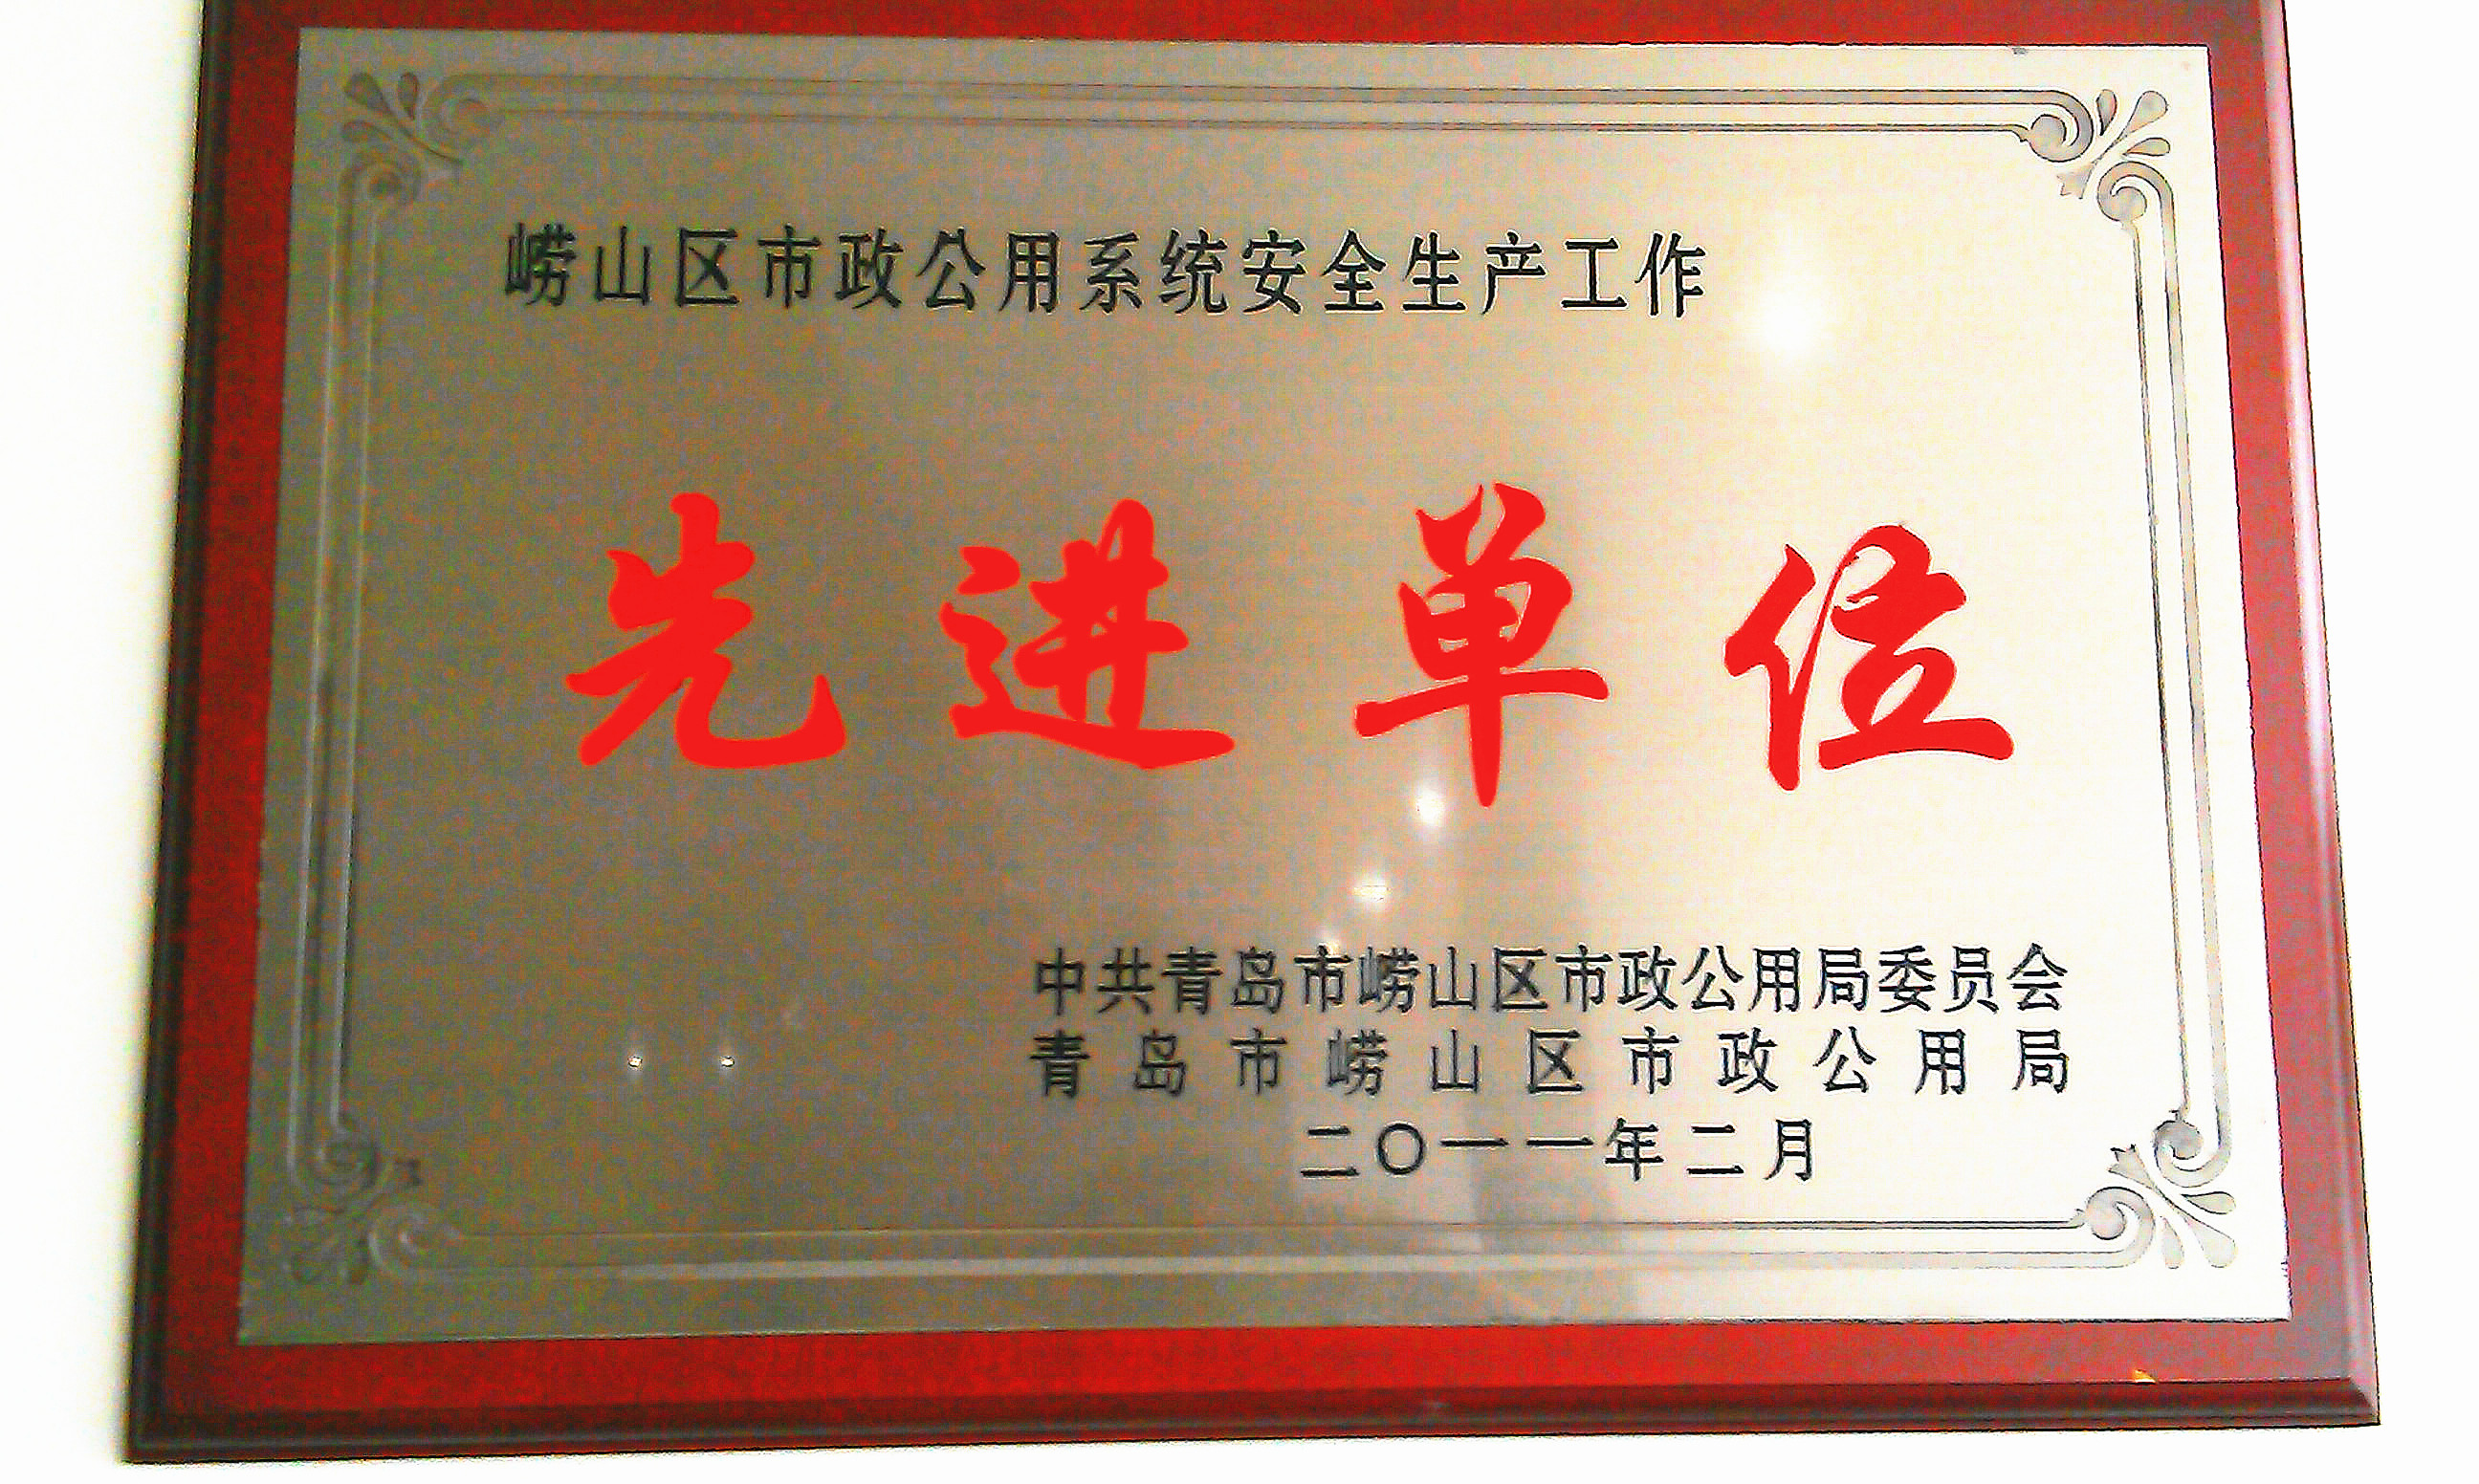 崂山区市政公用系统安全生产工作
先进单位
中共青岛市崂山区市政公用局委员会
青岛市崂山区市政公用局
二〇一一年二月